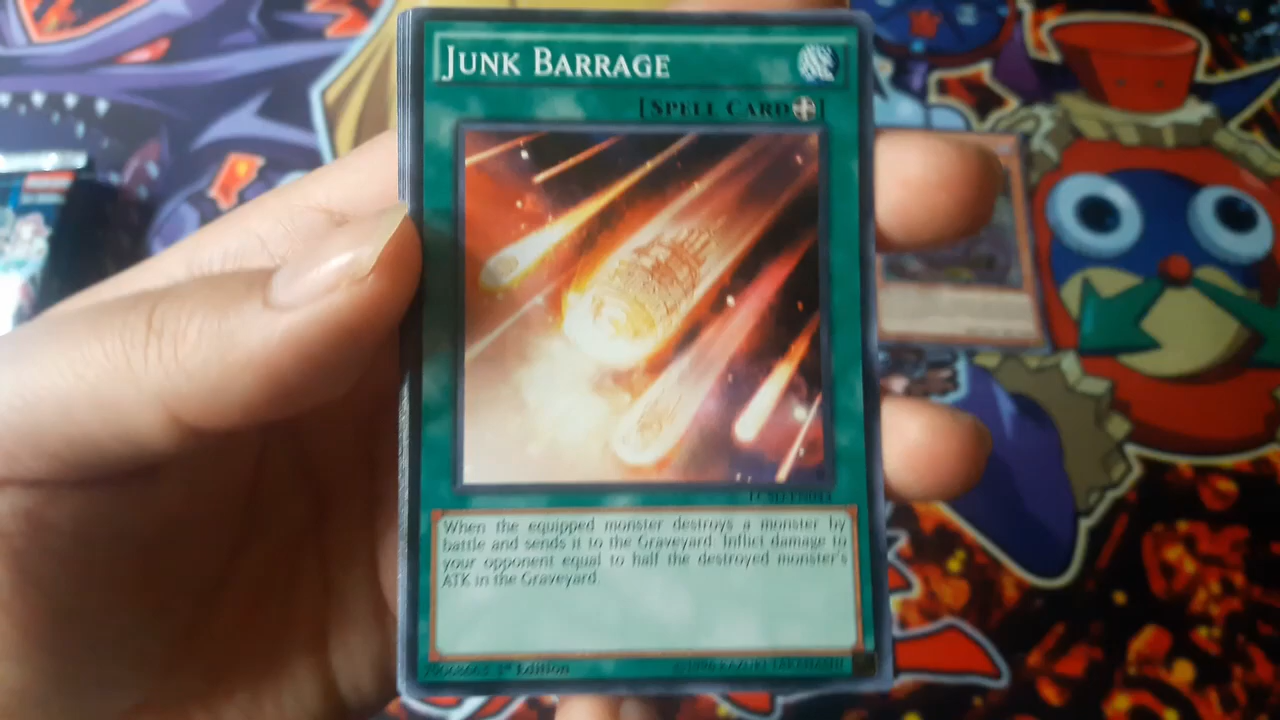 JUNK BARRAGE
[SPELL CARD]
LC5D-EN044
When the equipped monster destroys a monster by
battle and sends it to the Graveyard: Inflict damage to
your opponent equal to half the destroyed monster's
ATK in the Graveyard.
1st Edition
©1996 KAZUKI TAKAHASHI